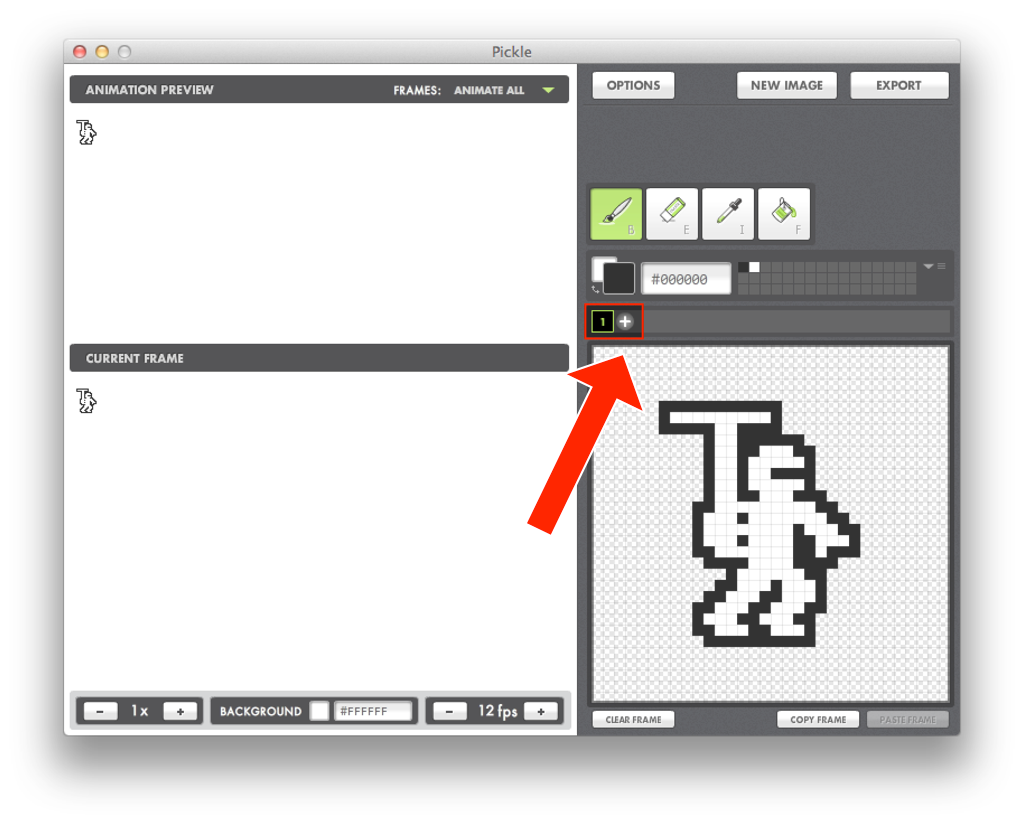 Pickle
ANIMATION PREVIEW FRAMES: ANIMATE ALL
OPTIONS NEW IMAGE EXPORT
B E I F
#000000
1 +
CURRENT FRAME
- 1x + BACKGROUND #FFFFFF - 12 fps +
CLEAR FRAME COPY FRAME PASTE FRAME